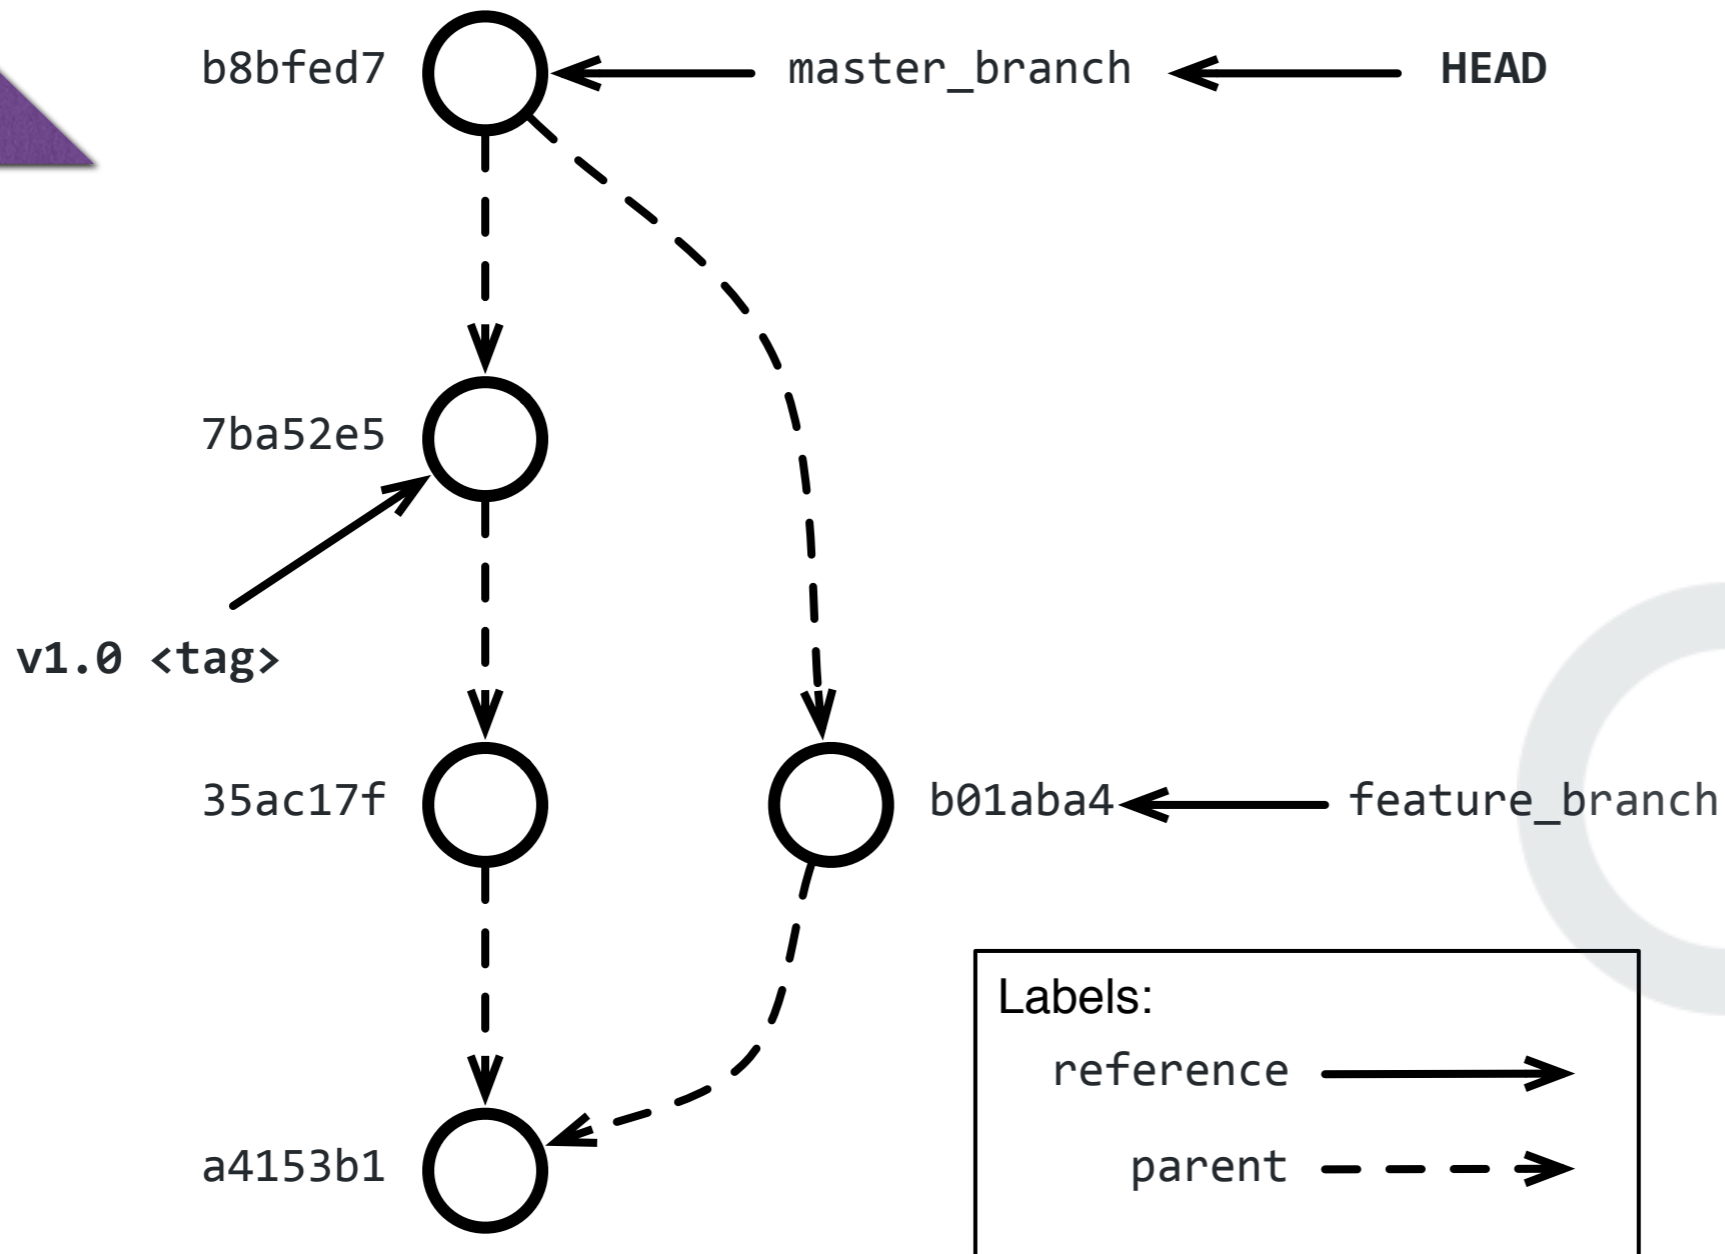 b8bfed7
master_branch
HEAD
7ba52e5
v1.0 <tag>
35ac17f
b01aba4
feature_branch
Labels:
reference
a4153b1
parent